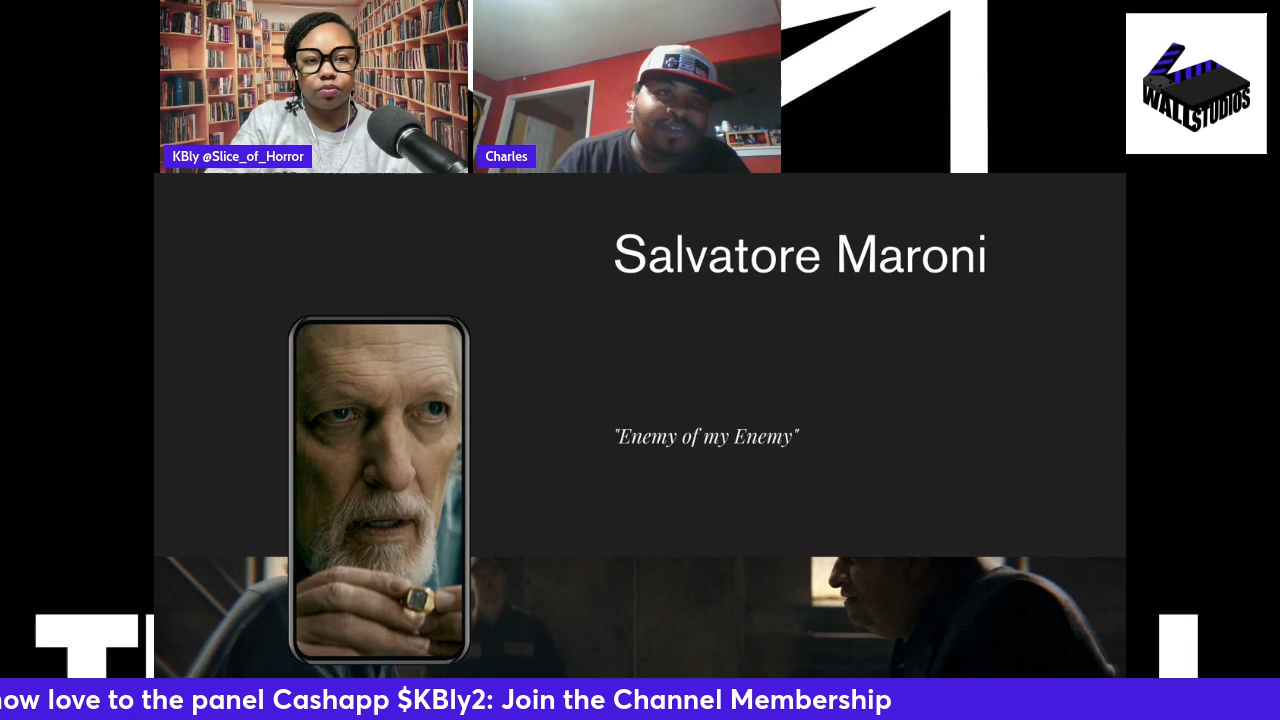 WALLSTUDIOS
KBly @Slice_of_Horror
Charles
Salvatore Maroni
"Enemy of my Enemy"
love to the panel Cashapp $KBly2: Join the Channel Membership